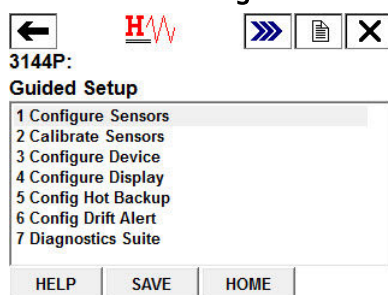 H
3144P:
Guided Setup
1 Configure Sensors
2 Calibrate Sensors
3 Configure Device
4 Configure Display
5 Config Hot Backup
6 Config Drift Alert
7 Diagnostics Suite
HELP SAVE HOME